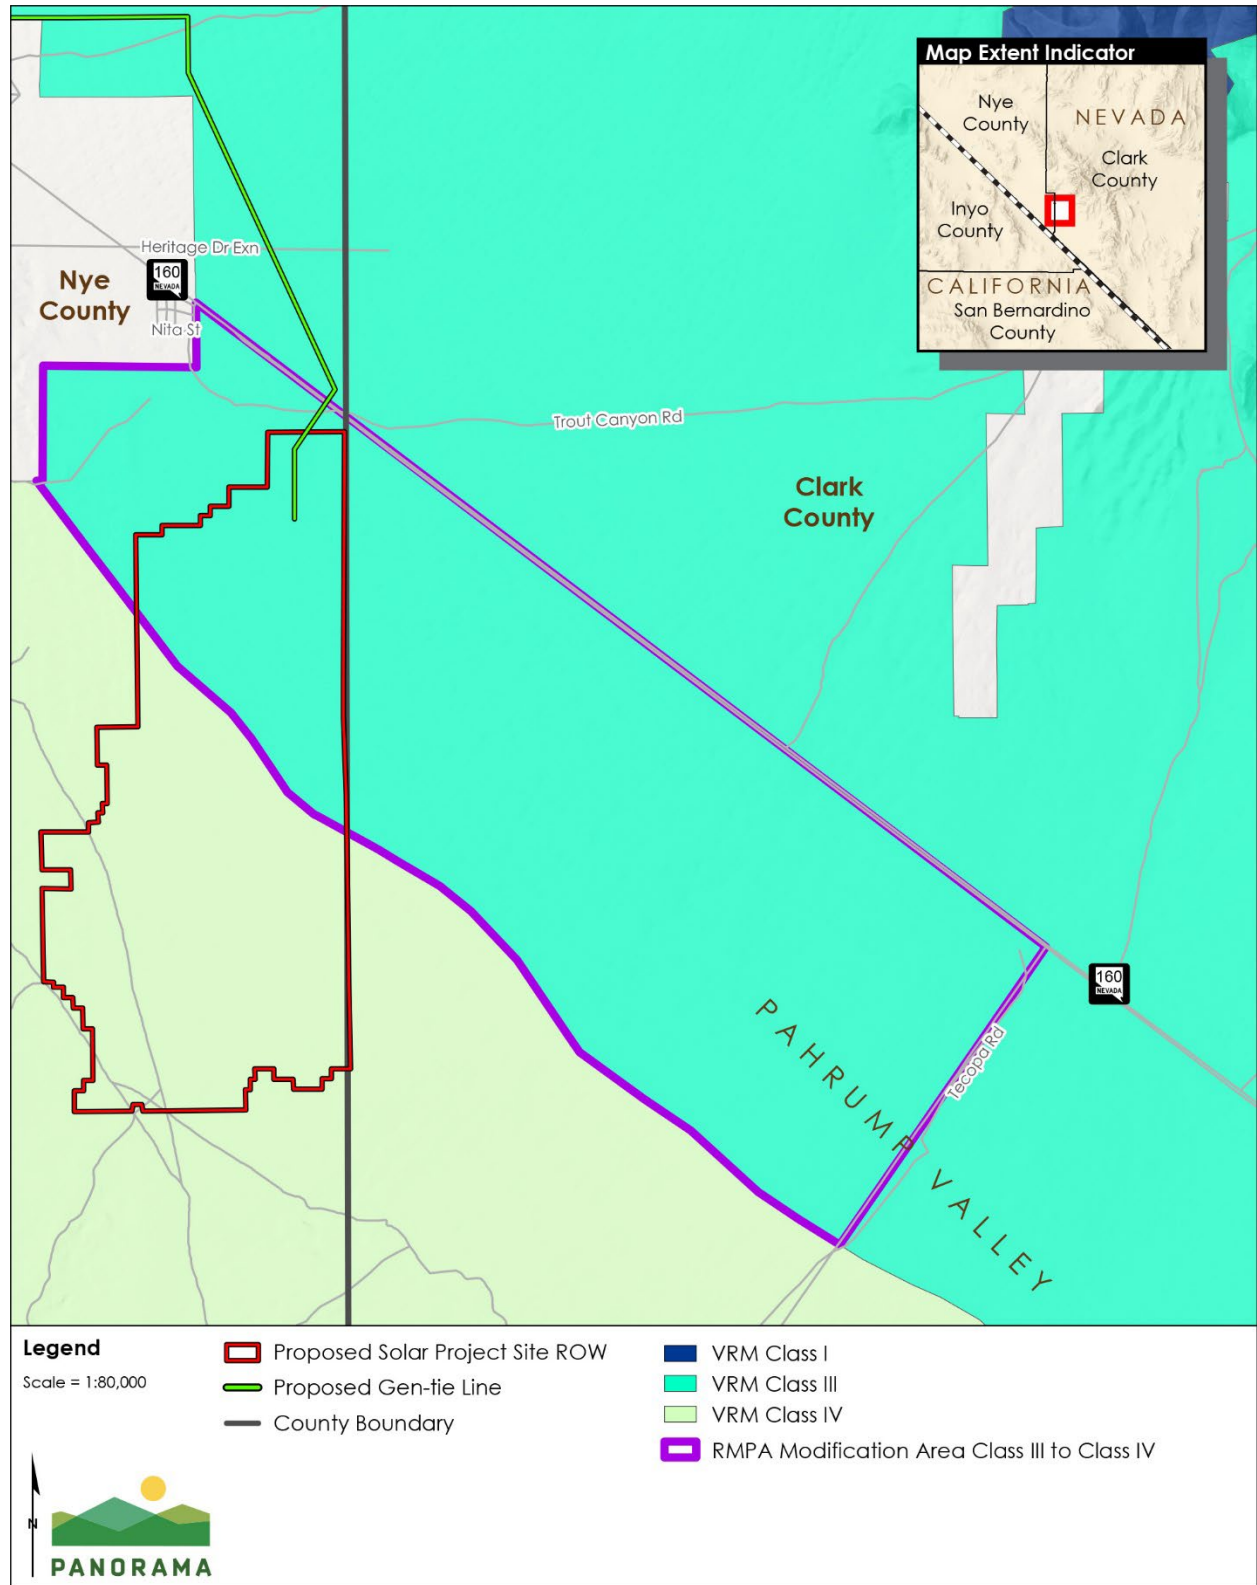 Map Extent Indicator
Nye
County
NEVADA
Clark
County
Inyo
County
CALIFORNIA
San Bernardino
County
Heritage Dr Exn
160
NEVADA
Nye
County
Nita St
Trout Canyon Rd
Clark
County
160
NEVADA
Tecopa Rd
PAHRUMP VALLEY
Legend
Scale = 1:80,000
Proposed Solar Project Site ROW
Proposed Gen-tie Line
County Boundary
VRM Class I
VRM Class III
VRM Class IV
RMPA Modification Area Class III to Class IV
N
PANORAMA